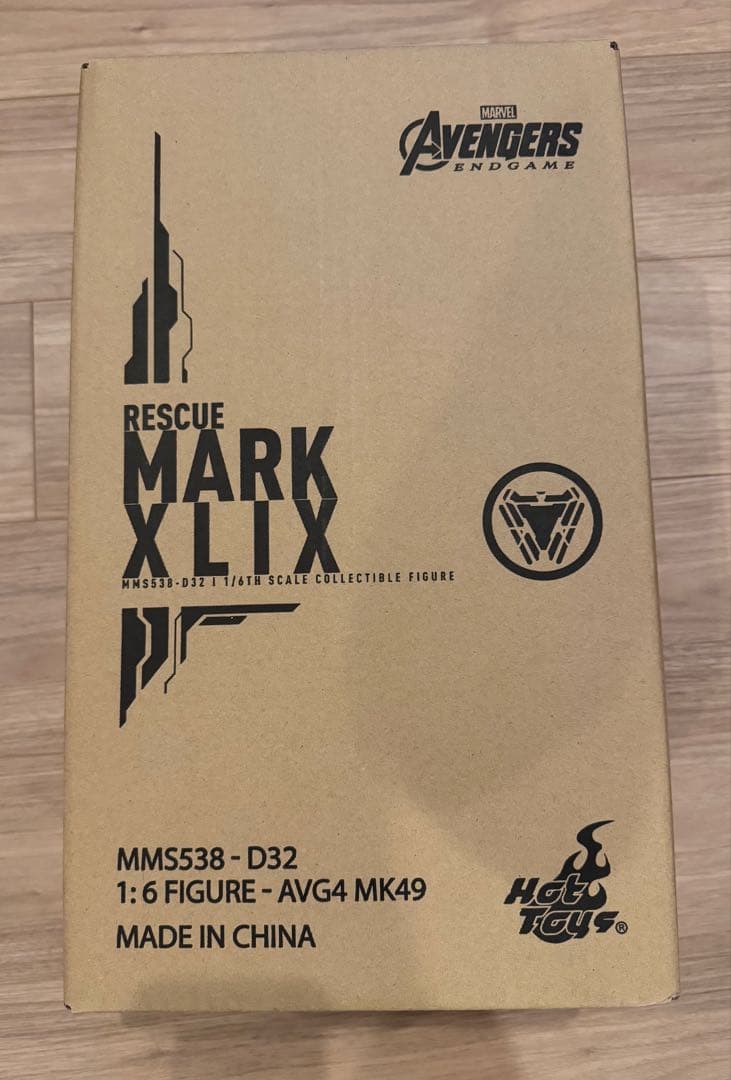 MARVEL
AVENGERS
ENDGAME
RESCUE
MARK
XLIX
MMS538-D32 | 1/6TH SCALE COLLECTIBLE FIGURE
MMS538 - D32
1: 6 FIGURE - AVG4 MK49
MADE IN CHINA
Hot
Toys®